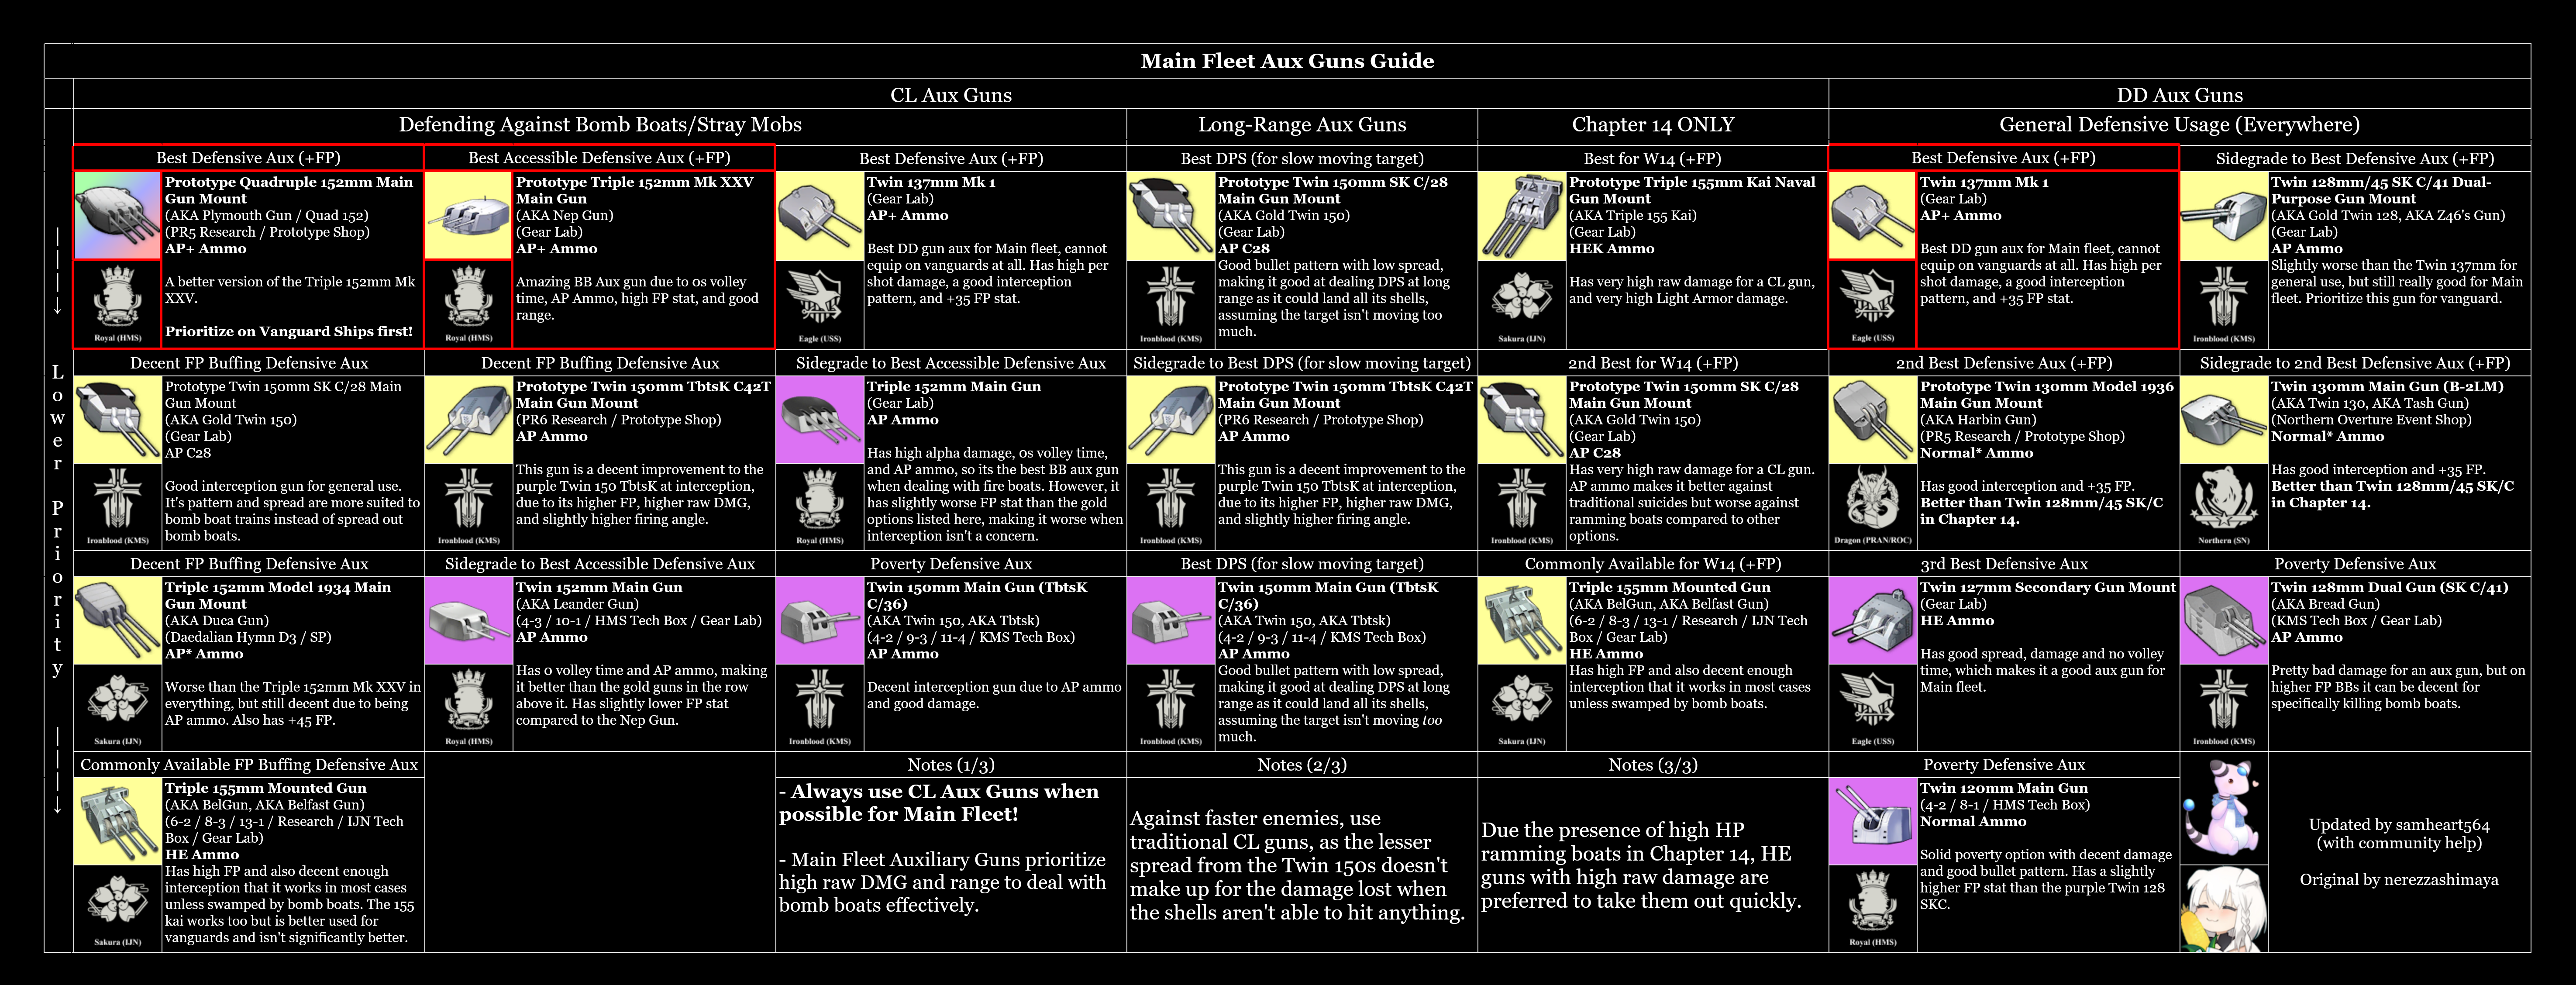 Main Fleet Aux Guns Guide
CL Aux Guns
DD Aux Guns
Defending Against Bomb Boats/Stray Mobs
Long-Range Aux Guns
Chapter 14 ONLY
General Defensive Usage (Everywhere)
Lower Priority
Best Defensive Aux (+FP)
Prototype Quadruple 152mm Main
Gun Mount
(AKA Plymouth Gun / Quad 152)
(PR5 Research / Prototype Shop)
AP+ Ammo
A better version of the Triple 152mm Mk
XXV.
Prioritize on Vanguard Ships first!
Royal (HMS)
Best Accessible Defensive Aux (+FP)
Prototype Triple 152mm Mk XXV
Main Gun
(AKA Nep Gun)
(Gear Lab)
AP+ Ammo
Amazing BB Aux gun due to 0s volley
time, AP Ammo, high FP stat, and good
range.
Royal (HMS)
Best Defensive Aux (+FP)
Twin 137mm Mk 1
(Gear Lab)
AP+ Ammo
Best DD gun aux for Main fleet, cannot
equip on vanguards at all. Has high per
shot damage, a good interception
pattern, and +35 FP stat.
Eagle (USS)
Best DPS (for slow moving target)
Prototype Twin 150mm SK C/28
Main Gun Mount
(AKA Gold Twin 150)
(Gear Lab)
AP C28
Good bullet pattern with low spread,
making it good at dealing DPS at long
range as it could land all its shells,
assuming the target isn't moving too
much.
Ironblood (KMS)
Best for W14 (+FP)
Prototype Triple 155mm Kai Naval
Gun Mount
(AKA Triple 155 Kai)
(Gear Lab)
HEK Ammo
Has very high raw damage for a CL gun,
and very high Light Armor damage.
Sakura (IJN)
Best Defensive Aux (+FP)
Twin 137mm Mk 1
(Gear Lab)
AP+ Ammo
Best DD gun aux for Main fleet, cannot
equip on vanguards at all. Has high per
shot damage, a good interception
pattern, and +35 FP stat.
Eagle (USS)
Sidegrade to Best Defensive Aux (+FP)
Twin 128mm/45 SK C/41 Dual-
Purpose Gun Mount
(AKA Gold Twin 128, AKA Z46's Gun)
(Gear Lab)
AP Ammo
Slightly worse than the Twin 137mm for
general use, but still really good for Main
fleet. Prioritize this gun for vanguard.
Ironblood (KMS)
Decent FP Buffing Defensive Aux
Prototype Twin 150mm SK C/28 Main
Gun Mount
(AKA Gold Twin 150)
(Gear Lab)
AP C28
Good interception gun for general use.
It's pattern and spread are more suited to
bomb boat trains instead of spread out
bomb boats.
Ironblood (KMS)
Decent FP Buffing Defensive Aux
Prototype Twin 150mm TbtsK C42T
Main Gun Mount
(PR6 Research / Prototype Shop)
AP Ammo
This gun is a decent improvement to the
purple Twin 150 TbtsK at interception,
due to its higher FP, higher raw DMG,
and slightly higher firing angle.
Ironblood (KMS)
Sidegrade to Best Accessible Defensive Aux
Triple 152mm Main Gun
(Gear Lab)
AP Ammo
Has high alpha damage, 0s volley time,
and AP ammo, so its the best BB aux gun
when dealing with fire boats. However, it
has slightly worse FP stat than the gold
options listed here, making it worse when
interception isn't a concern.
Royal (HMS)
Sidegrade to Best DPS (for slow moving target)
Prototype Twin 150mm TbtsK C42T
Main Gun Mount
(PR6 Research / Prototype Shop)
AP Ammo
This gun is a decent improvement to the
purple Twin 150 TbtsK at interception,
due to its higher FP, higher raw DMG,
and slightly higher firing angle.
Ironblood (KMS)
2nd Best for W14 (+FP)
Prototype Twin 150mm SK C/28
Main Gun Mount
(AKA Gold Twin 150)
(Gear Lab)
AP C28
Has very high raw damage for a CL gun.
AP ammo makes it better against
traditional suicides but worse against
ramming boats compared to other
options.
Ironblood (KMS)
2nd Best Defensive Aux (+FP)
Prototype Twin 130mm Model 1936
Main Gun Mount
(AKA Harbin Gun)
(PR5 Research / Prototype Shop)
Normal* Ammo
Has good interception and +35 FP.
Better than Twin 128mm/45 SK/C
in Chapter 14.
Dragon (PRAN/ROC)
Sidegrade to 2nd Best Defensive Aux (+FP)
Twin 130mm Main Gun (B-2LM)
(AKA Twin 130, AKA Tash Gun)
(Northern Overture Event Shop)
Normal* Ammo
Has good interception and +35 FP.
Better than Twin 128mm/45 SK/C
in Chapter 14.
Northern (SN)
Decent FP Buffing Defensive Aux
Triple 152mm Model 1934 Main
Gun Mount
(AKA Duca Gun)
(Daedalian Hymn D3 / SP)
AP* Ammo
Worse than the Triple 152mm Mk XXV in
everything, but still decent due to being
AP ammo. Also has +45 FP.
Sakura (IJN)
Sidegrade to Best Accessible Defensive Aux
Twin 152mm Main Gun
(AKA Leander Gun)
(4-3 / 10-1 / HMS Tech Box / Gear Lab)
AP Ammo
Has 0 volley time and AP ammo, making
it better than the gold guns in the row
above it. Has slightly lower FP stat
compared to the Nep Gun.
Royal (HMS)
Poverty Defensive Aux
Twin 150mm Main Gun (TbtsK
C/36)
(AKA Twin 150, AKA Tbtsk)
(4-2 / 9-3 / 11-4 / KMS Tech Box)
AP Ammo
Decent interception gun due to AP ammo
and good damage.
Ironblood (KMS)
Best DPS (for slow moving target)
Twin 150mm Main Gun (TbtsK
C/36)
(AKA Twin 150, AKA Tbtsk)
(4-2 / 9-3 / 11-4 / KMS Tech Box)
AP Ammo
Good bullet pattern with low spread,
making it good at dealing DPS at long
range as it could land all its shells,
assuming the target isn't moving too
much.
Ironblood (KMS)
Commonly Available for W14 (+FP)
Triple 155mm Mounted Gun
(AKA BelGun, AKA Belfast Gun)
(6-2 / 8-3 / 13-1 / Research / IJN Tech
Box / Gear Lab)
HE Ammo
Has high FP and also decent enough
interception that it works in most cases
unless swamped by bomb boats.
Sakura (IJN)
3rd Best Defensive Aux
Twin 127mm Secondary Gun Mount
(Gear Lab)
HE Ammo
Has good spread, damage and no volley
time, which makes it a good aux gun for
Main fleet.
Eagle (USS)
Poverty Defensive Aux
Twin 128mm Dual Gun (SK C/41)
(AKA Bread Gun)
(KMS Tech Box / Gear Lab)
AP Ammo
Pretty bad damage for an aux gun, but on
higher FP BBs it can be decent for
specifically killing bomb boats.
Ironblood (KMS)
Commonly Available FP Buffing Defensive Aux
Triple 155mm Mounted Gun
(AKA BelGun, AKA Belfast Gun)
(6-2 / 8-3 / 13-1 / Research / IJN Tech
Box / Gear Lab)
HE Ammo
Has high FP and also decent enough
interception that it works in most cases
unless swamped by bomb boats. The 155
kai works too but is better used for
vanguards and isn't significantly better.
Sakura (IJN)
Notes (1/3)
- Always use CL Aux Guns when
possible for Main Fleet!
- Main Fleet Auxiliary Guns prioritize
high raw DMG and range to deal with
bomb boats effectively.
Notes (2/3)
Against faster enemies, use
traditional CL guns, as the lesser
spread from the Twin 150s doesn't
make up for the damage lost when
the shells aren't able to hit anything.
Notes (3/3)
Due the presence of high HP
ramming boats in Chapter 14, HE
guns with high raw damage are
preferred to take them out quickly.
Poverty Defensive Aux
Twin 120mm Main Gun
(4-2 / 8-1 / HMS Tech Box)
Normal Ammo
Solid poverty option with decent damage
and good bullet pattern. Has a slightly
higher FP stat than the purple Twin 128
SKC.
Royal (HMS)
Updated by samheart564
(with community help)
Original by nerezzashimaya